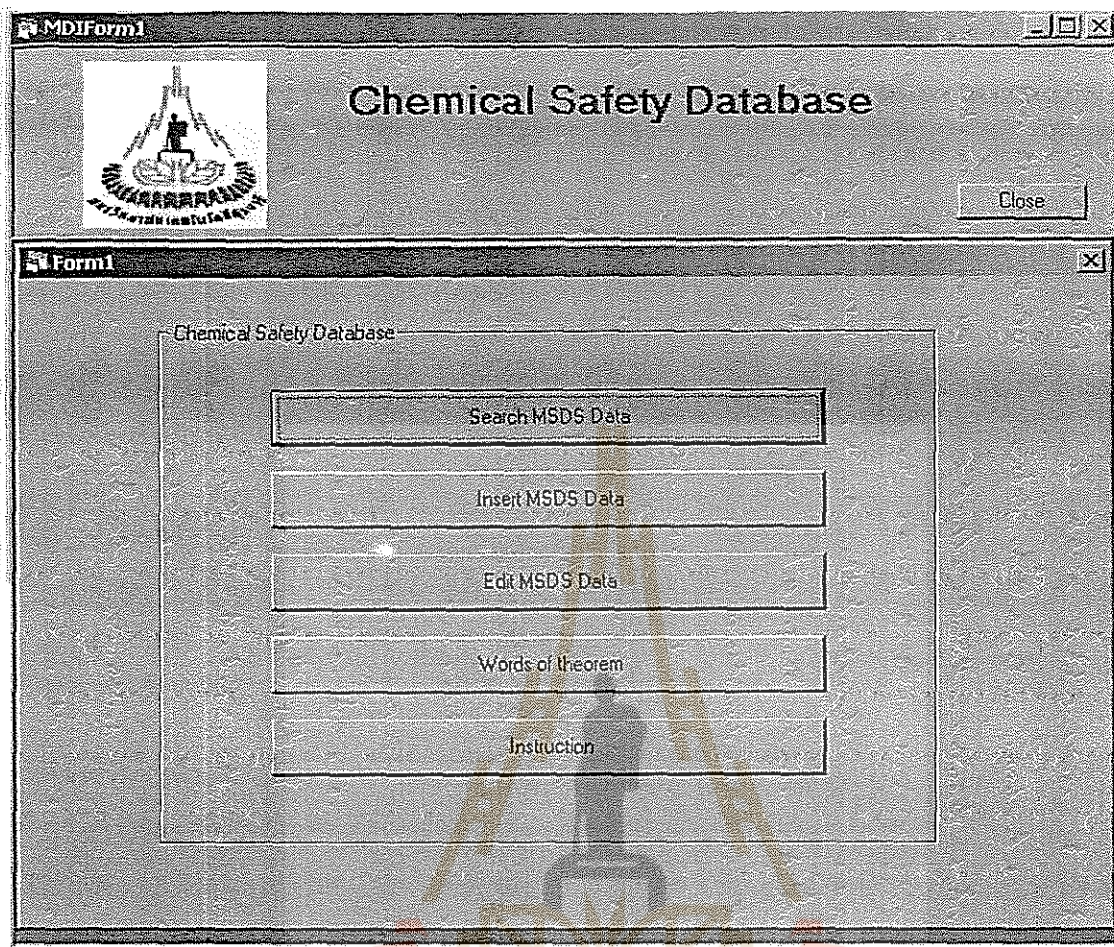 MDIForm1
Chemical Safety Database
Close
Form1
Chemical Safety Database
Search MSDS Data
Insert MSDS Data
Edit MSDS Data
Words of theorem
Instruction